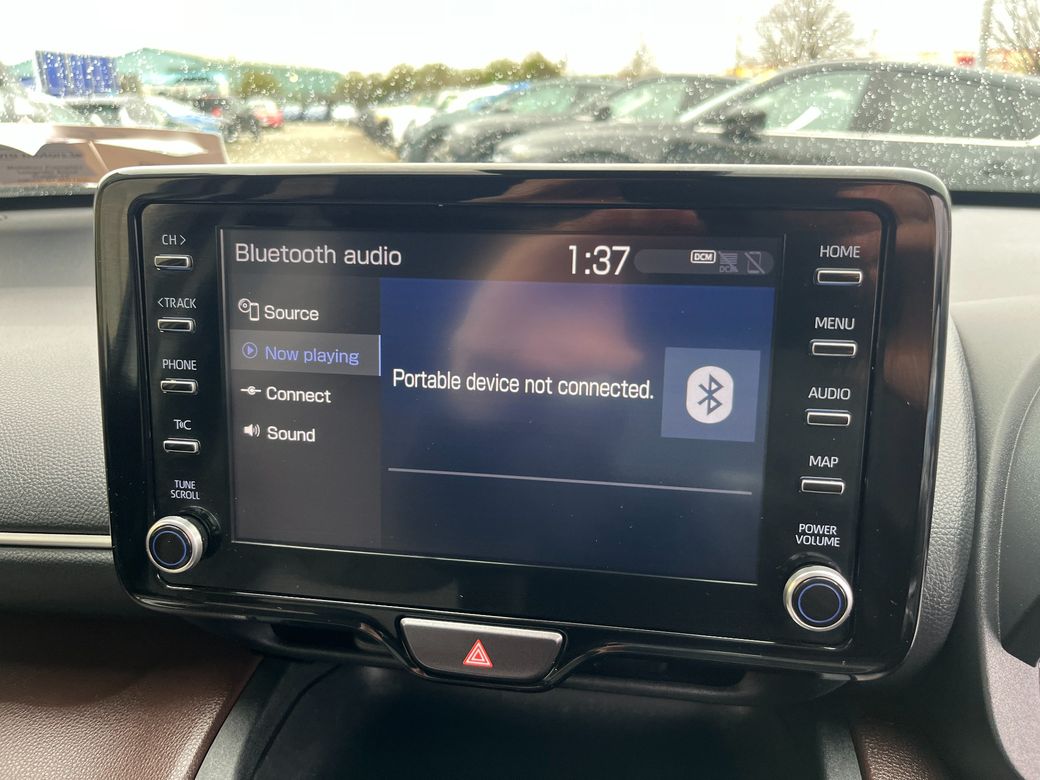 Bluetooth audio
1:37
DCM
DCM
CH >
<TRACK
PHONE
TUNE
SCROLL
Source
Now playing
Connect
Sound
Portable device not connected.
HOME
MENU
AUDIO
MAP
POWER
VOLUME